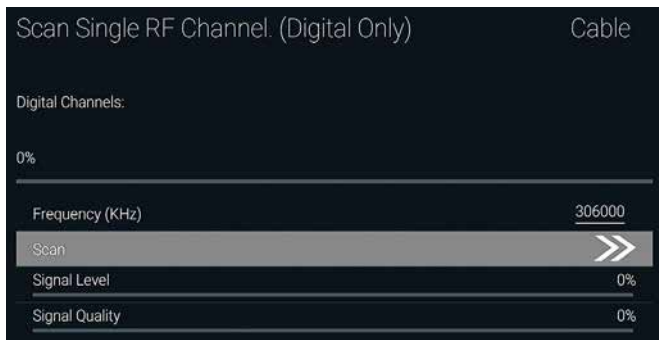 Scan Single RF Channel. (Digital Only) Cable
Digital Channels:
0%
Frequency (KHz) 306000
Scan
Signal Level 0%
Signal Quality 0%